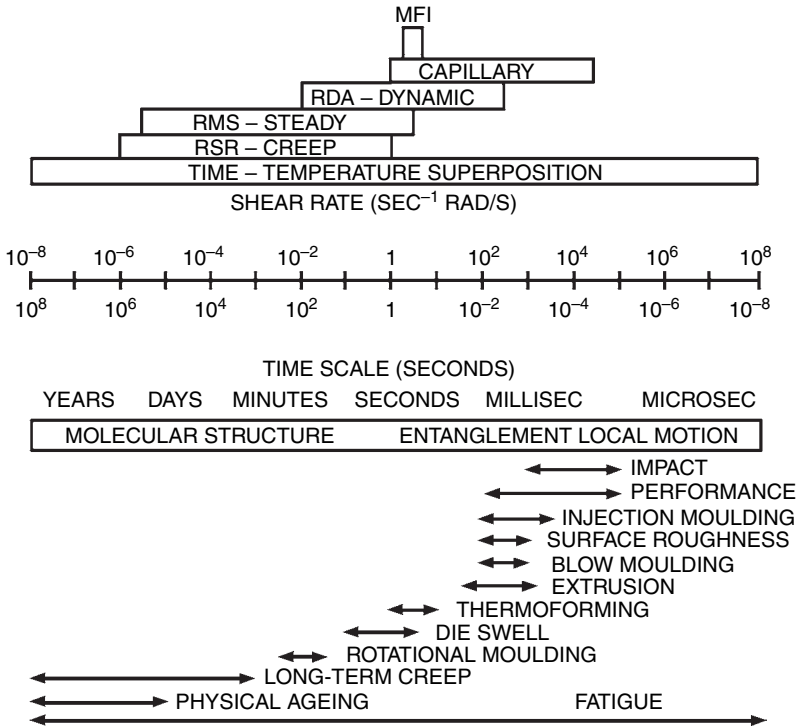 MFI
CAPILLARY
RDA – DYNAMIC
RMS – STEADY
RSR – CREEP
TIME – TEMPERATURE SUPERPOSITION
SHEAR RATE (SEC⁻¹ RAD/S)
10⁻⁸ 10⁻⁶ 10⁻⁴ 10⁻² 1 10² 10⁴ 10⁶ 10⁸
10⁸ 10⁶ 10⁴ 10² 1 10⁻² 10⁻⁴ 10⁻⁶ 10⁻⁸
TIME SCALE (SECONDS)
YEARS DAYS MINUTES SECONDS MILLISEC MICROSEC
MOLECULAR STRUCTURE ENTANGLEMENT LOCAL MOTION
IMPACT
PERFORMANCE
INJECTION MOULDING
SURFACE ROUGHNESS
BLOW MOULDING
EXTRUSION
THERMOFORMING
DIE SWELL
ROTATIONAL MOULDING
LONG-TERM CREEP
PHYSICAL AGEING FATIGUE